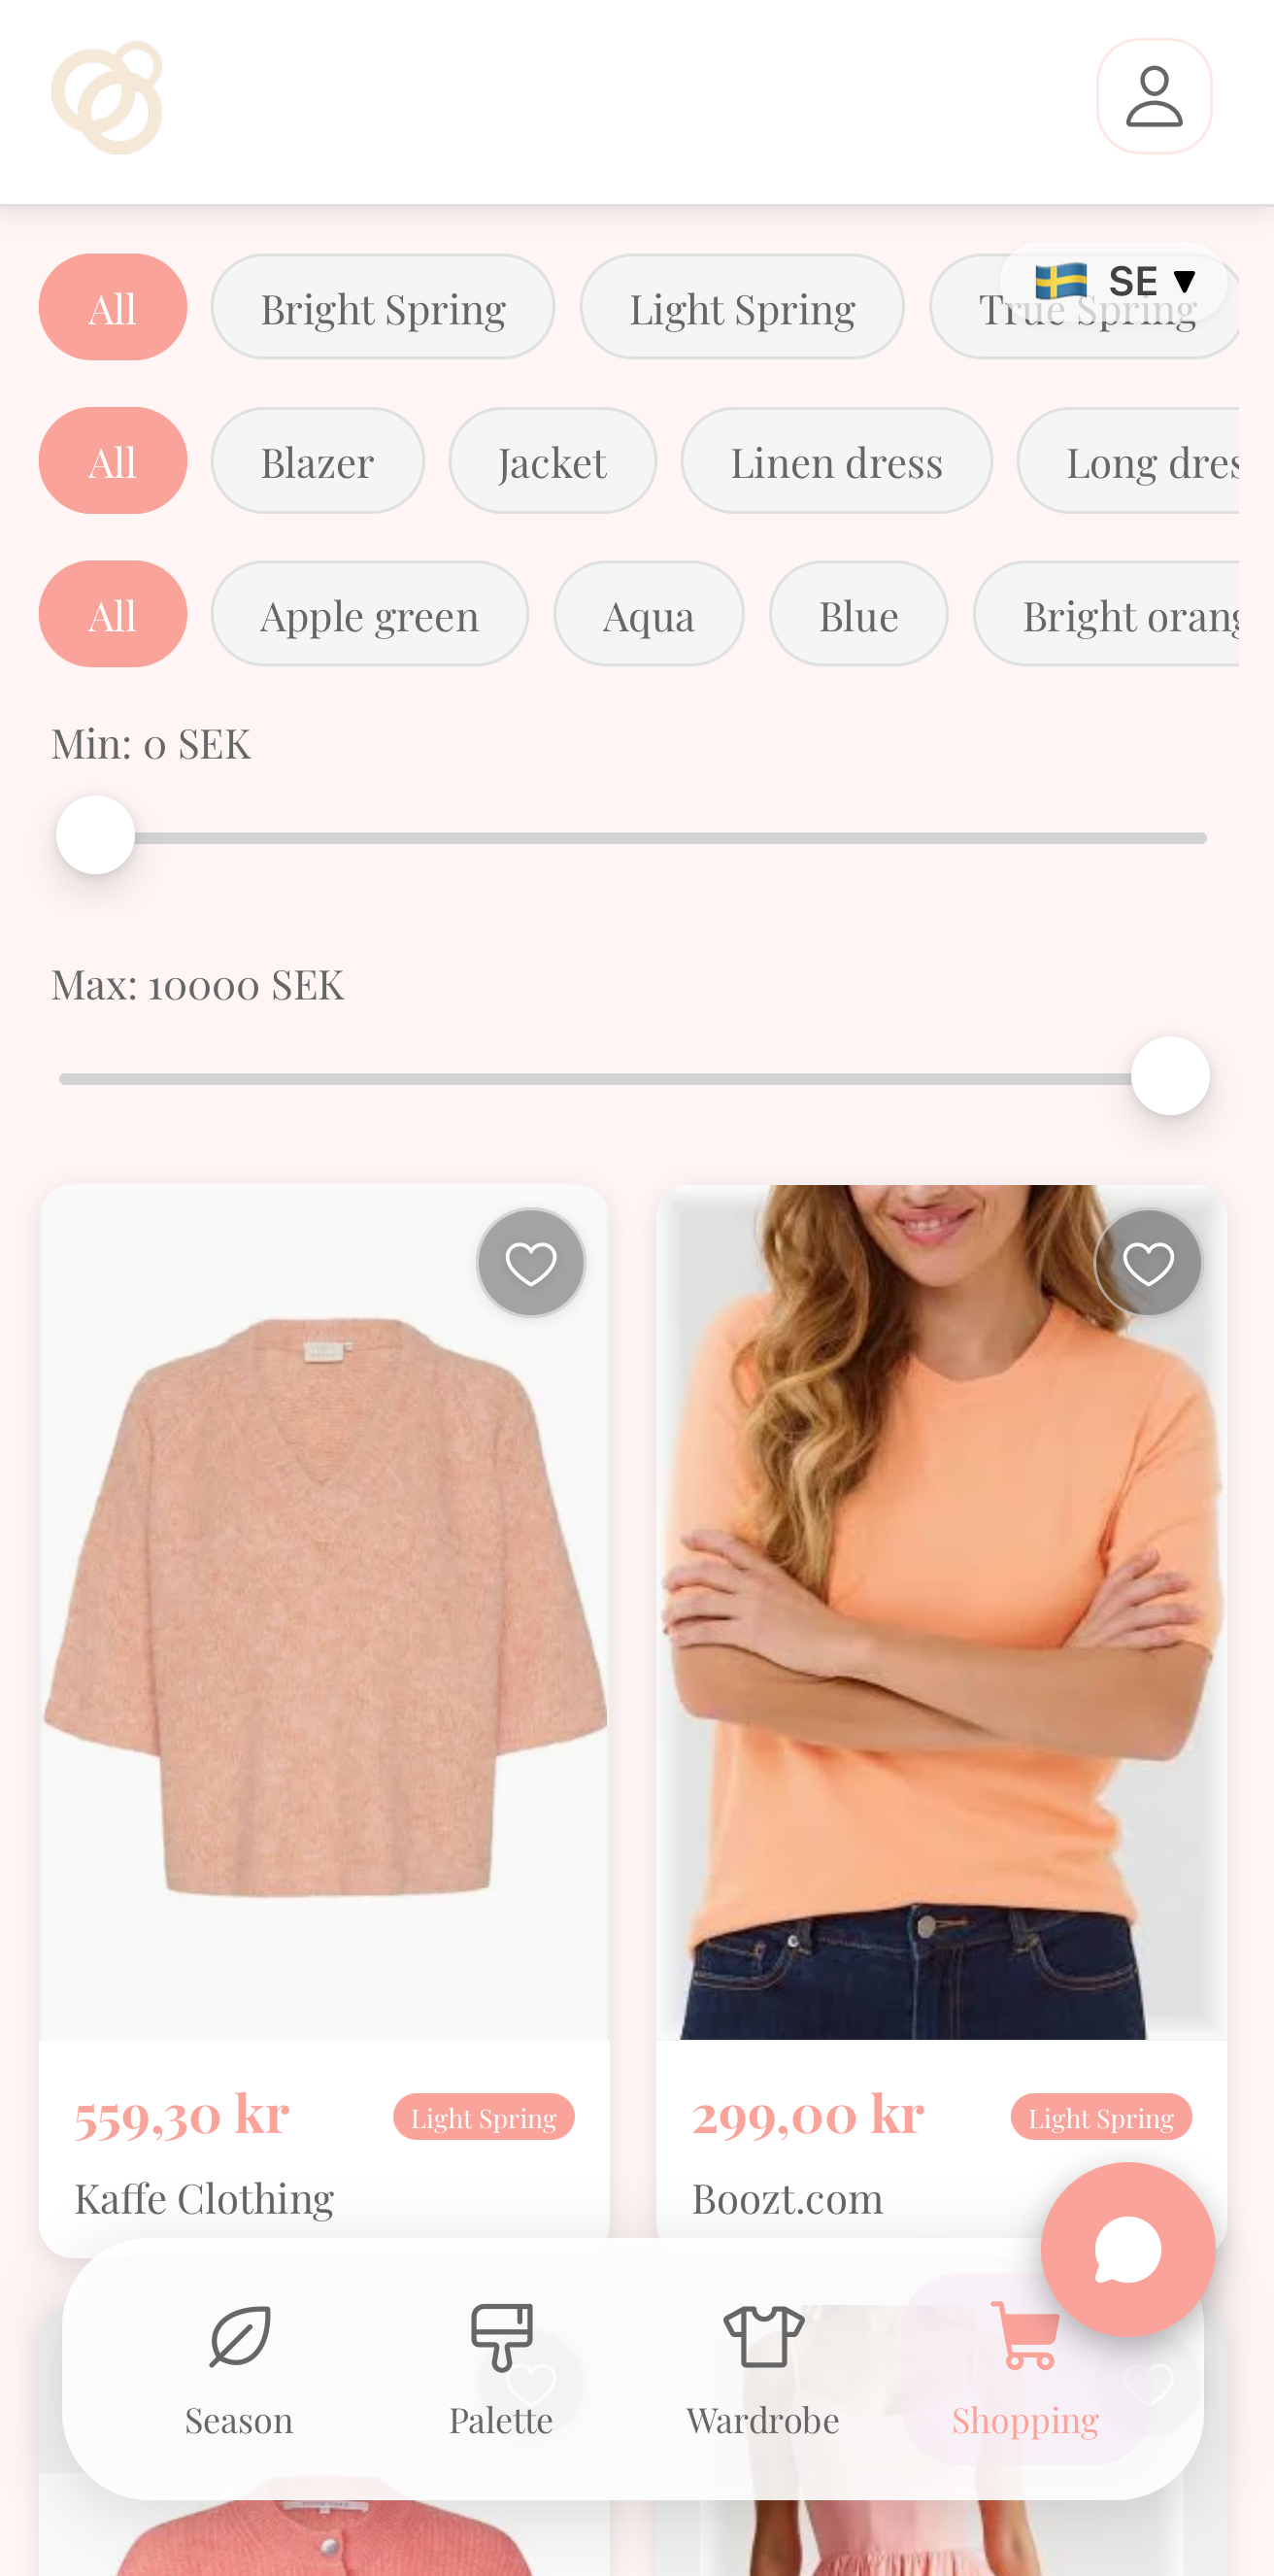 SE ▼
All Bright Spring Light Spring True Spring
All Blazer Jacket Linen dress Long dres
All Apple green Aqua Blue Bright orang
Min: 0 SEK
Max: 10000 SEK
559,30 kr Light Spring
Kaffe Clothing
299,00 kr Light Spring
Boozt.com
Season Palette Wardrobe Shopping